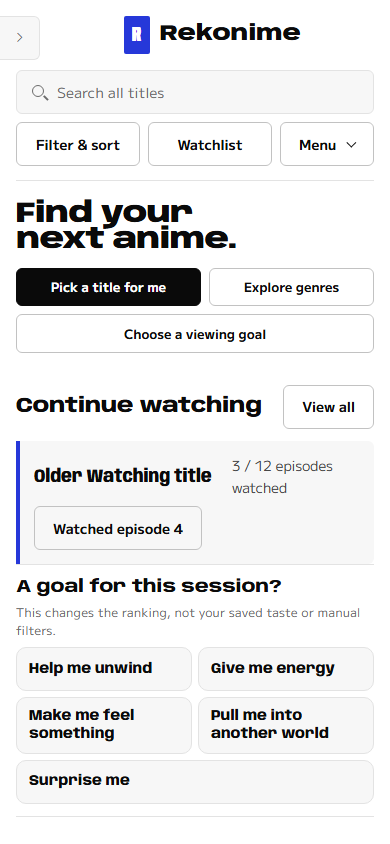 R Rekonime
Search all titles
Filter & sort
Watchlist
Menu
Find your
next anime.
Pick a title for me
Explore genres
Choose a viewing goal
Continue watching
View all
Older Watching title
3 / 12 episodes
watched
Watched episode 4
A goal for this session?
This changes the ranking, not your saved taste or manual
filters.
Help me unwind
Give me energy
Make me feel
something
Pull me into
another world
Surprise me